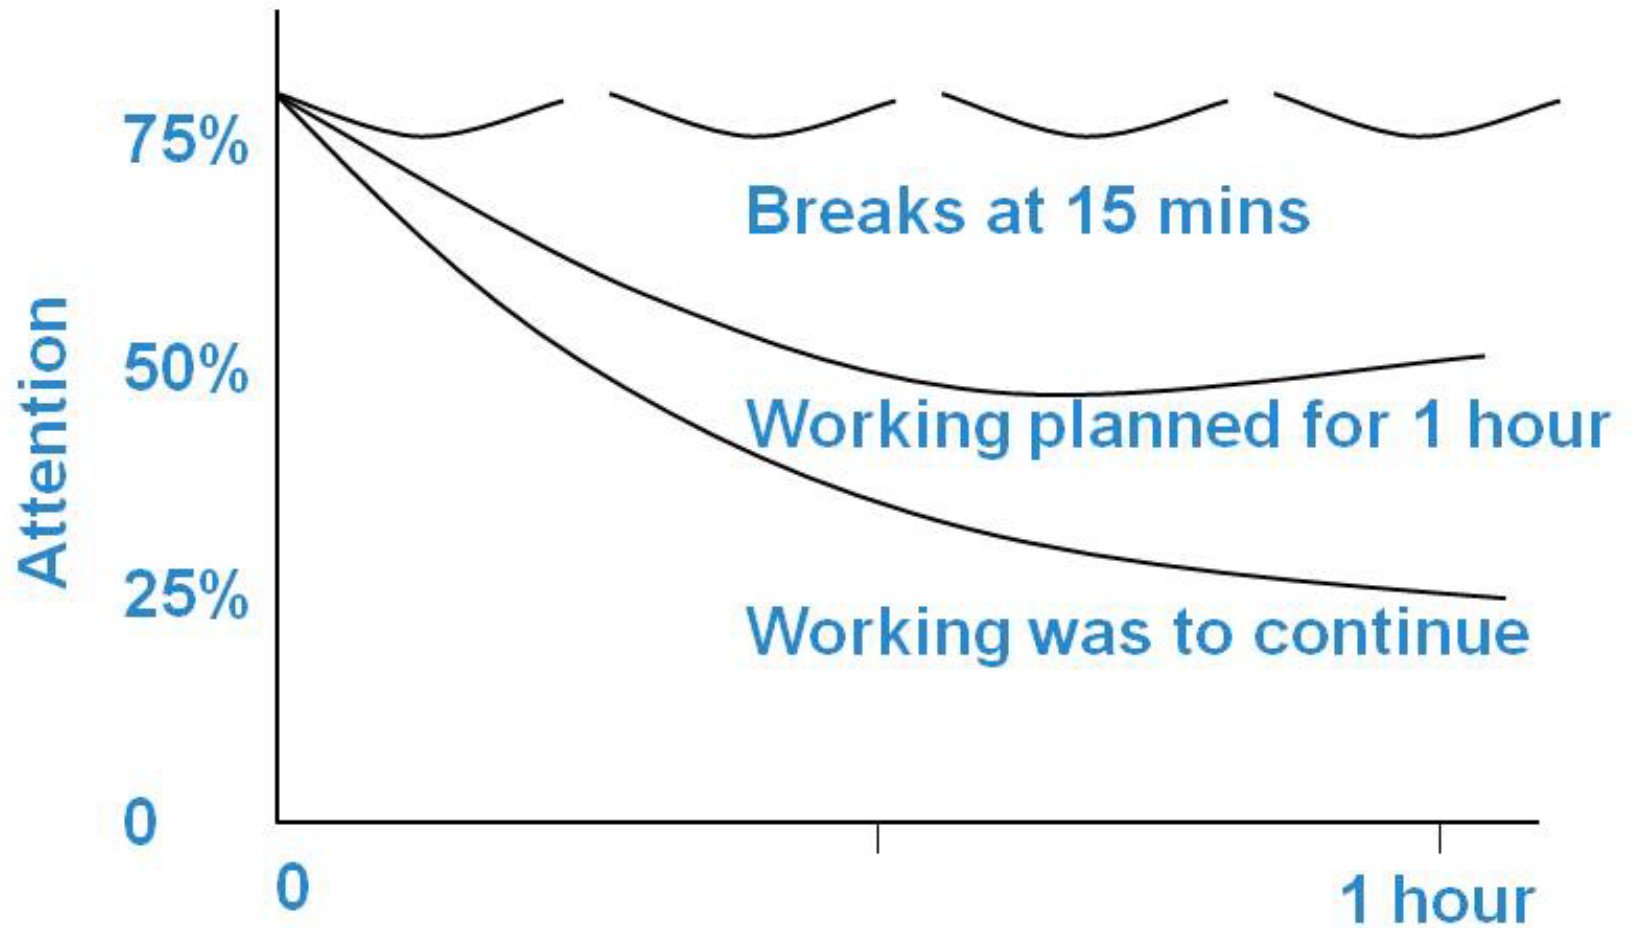 75%
Breaks at 15 mins
Attention
50%
Working planned for 1 hour
25%
Working was to continue
0
0
1 hour